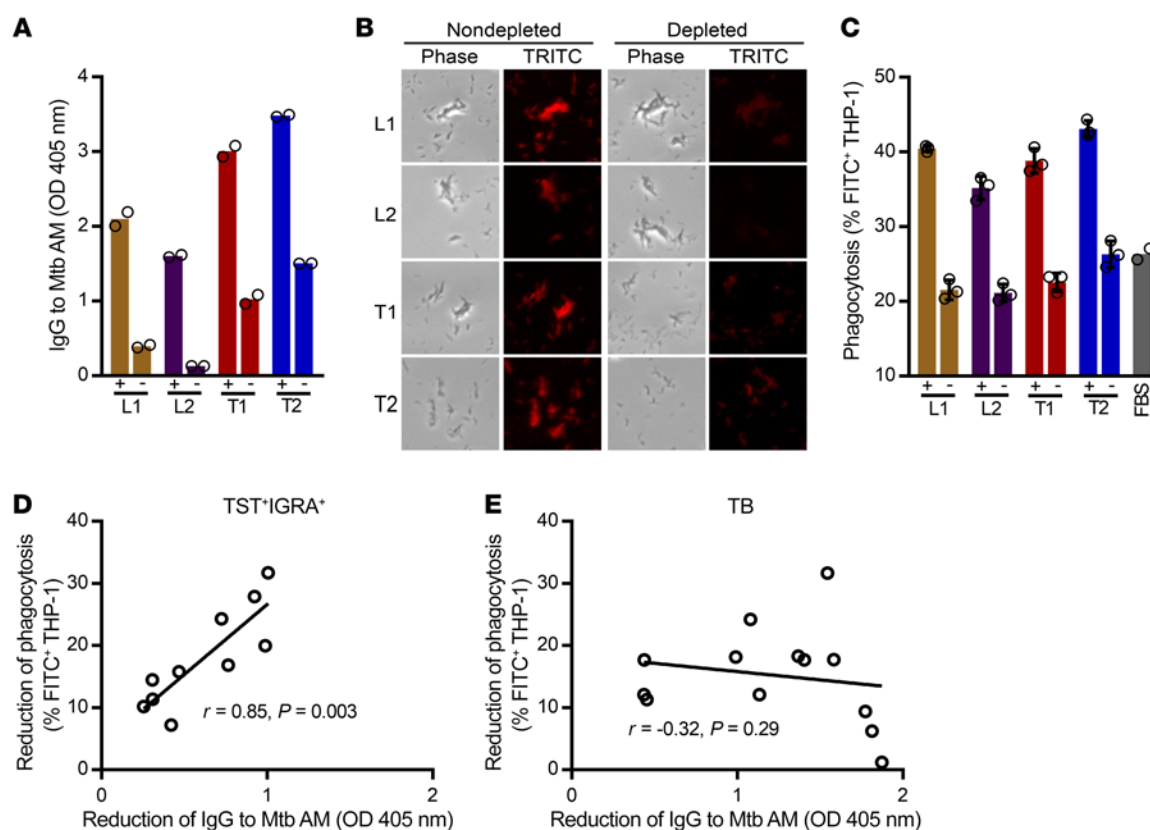 A
IgG to Mtb AM (OD 405 nm)
4
3
2
1
0
+ - + - + - + -
L1 L2 T1 T2
B
Nondepleted Depleted
Phase TRITC Phase TRITC
L1
L2
T1
T2
C
Phagocytosis (% FITC⁺ THP-1)
50
40
30
20
10
+ - + - + - + -
L1 L2 T1 T2 FBS
D
TST⁺IGRA⁺
Reduction of phagocytosis
(% FITC⁺ THP-1)
40
30
20
10
0
r = 0.85, P = 0.003
0 1 2
Reduction of IgG to Mtb AM (OD 405 nm)
E
TB
Reduction of phagocytosis
(% FITC⁺ THP-1)
40
30
20
10
0
r = -0.32, P = 0.29
0 1 2
Reduction of IgG to Mtb AM (OD 405 nm)